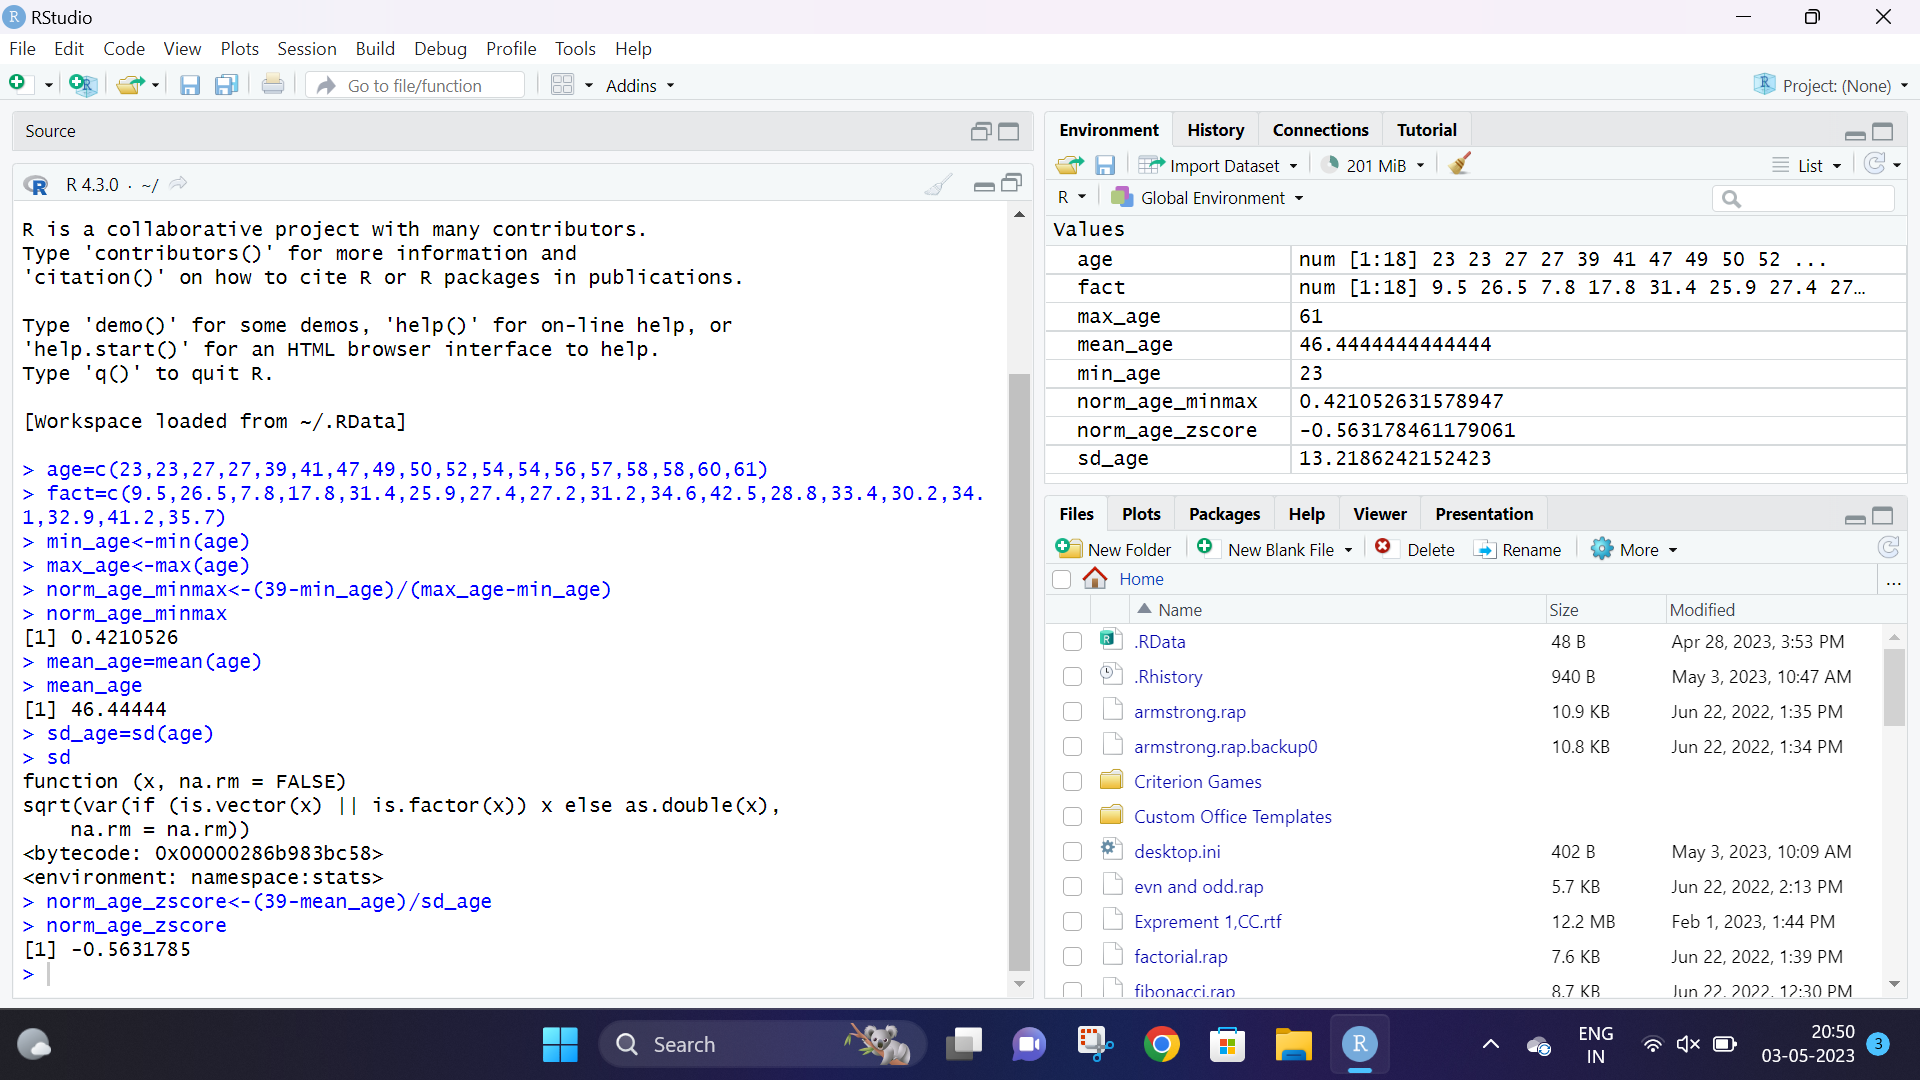 RStudio
File Edit Code View Plots Session Build Debug Profile Tools Help
Go to file/function Addins Project: (None)
Source
R 4.3.0 · ~/
R is a collaborative project with many contributors.
Type 'contributors()' for more information and
'citation()' on how to cite R or R packages in publications.
Type 'demo()' for some demos, 'help()' for on-line help, or
'help.start()' for an HTML browser interface to help.
Type 'q()' to quit R.
[Workspace loaded from ~/.RData]
> age=c(23,23,27,27,39,41,47,49,50,52,54,54,56,57,58,58,60,61)
> fact=c(9.5,26.5,7.8,17.8,31.4,25.9,27.4,27.2,31.2,34.6,42.5,28.8,33.4,30.2,34.
1,32.9,41.2,35.7)
> min_age<-min(age)
> max_age<-max(age)
> norm_age_minmax<-(39-min_age)/(max_age-min_age)
> norm_age_minmax
[1] 0.4210526
> mean_age=mean(age)
> mean_age
[1] 46.44444
> sd_age=sd(age)
> sd
function (x, na.rm = FALSE)
sqrt(var(if (is.vector(x) || is.factor(x)) x else as.double(x),
    na.rm = na.rm))
<bytecode: 0x00000286b983bc58>
<environment: namespace:stats>
> norm_age_zscore<-(39-mean_age)/sd_age
> norm_age_zscore
[1] -0.5631785
>
Environment History Connections Tutorial
Import Dataset 201 MiB List
R Global Environment
Values
age num [1:18] 23 23 27 27 39 41 47 49 50 52 ...
fact num [1:18] 9.5 26.5 7.8 17.8 31.4 25.9 27.4 27…
max_age 61
mean_age 46.4444444444444
min_age 23
norm_age_minmax 0.421052631578947
norm_age_zscore -0.563178461179061
sd_age 13.2186242152423
Files Plots Packages Help Viewer Presentation
New Folder New Blank File Delete Rename More
Home ...
Name Size Modified
.RData 48 B Apr 28, 2023, 3:53 PM
.Rhistory 940 B May 3, 2023, 10:47 AM
armstrong.rap 10.9 KB Jun 22, 2022, 1:35 PM
armstrong.rap.backup0 10.8 KB Jun 22, 2022, 1:34 PM
Criterion Games
Custom Office Templates
desktop.ini 402 B May 3, 2023, 10:09 AM
evn and odd.rap 5.7 KB Jun 22, 2022, 2:13 PM
Exprement 1,CC.rtf 12.2 MB Feb 1, 2023, 1:44 PM
factorial.rap 7.6 KB Jun 22, 2022, 1:39 PM
fibonacci.rap 8.7 KB Jun 22, 2022, 12:30 PM
Search
ENG
IN
20:50
03-05-2023
3